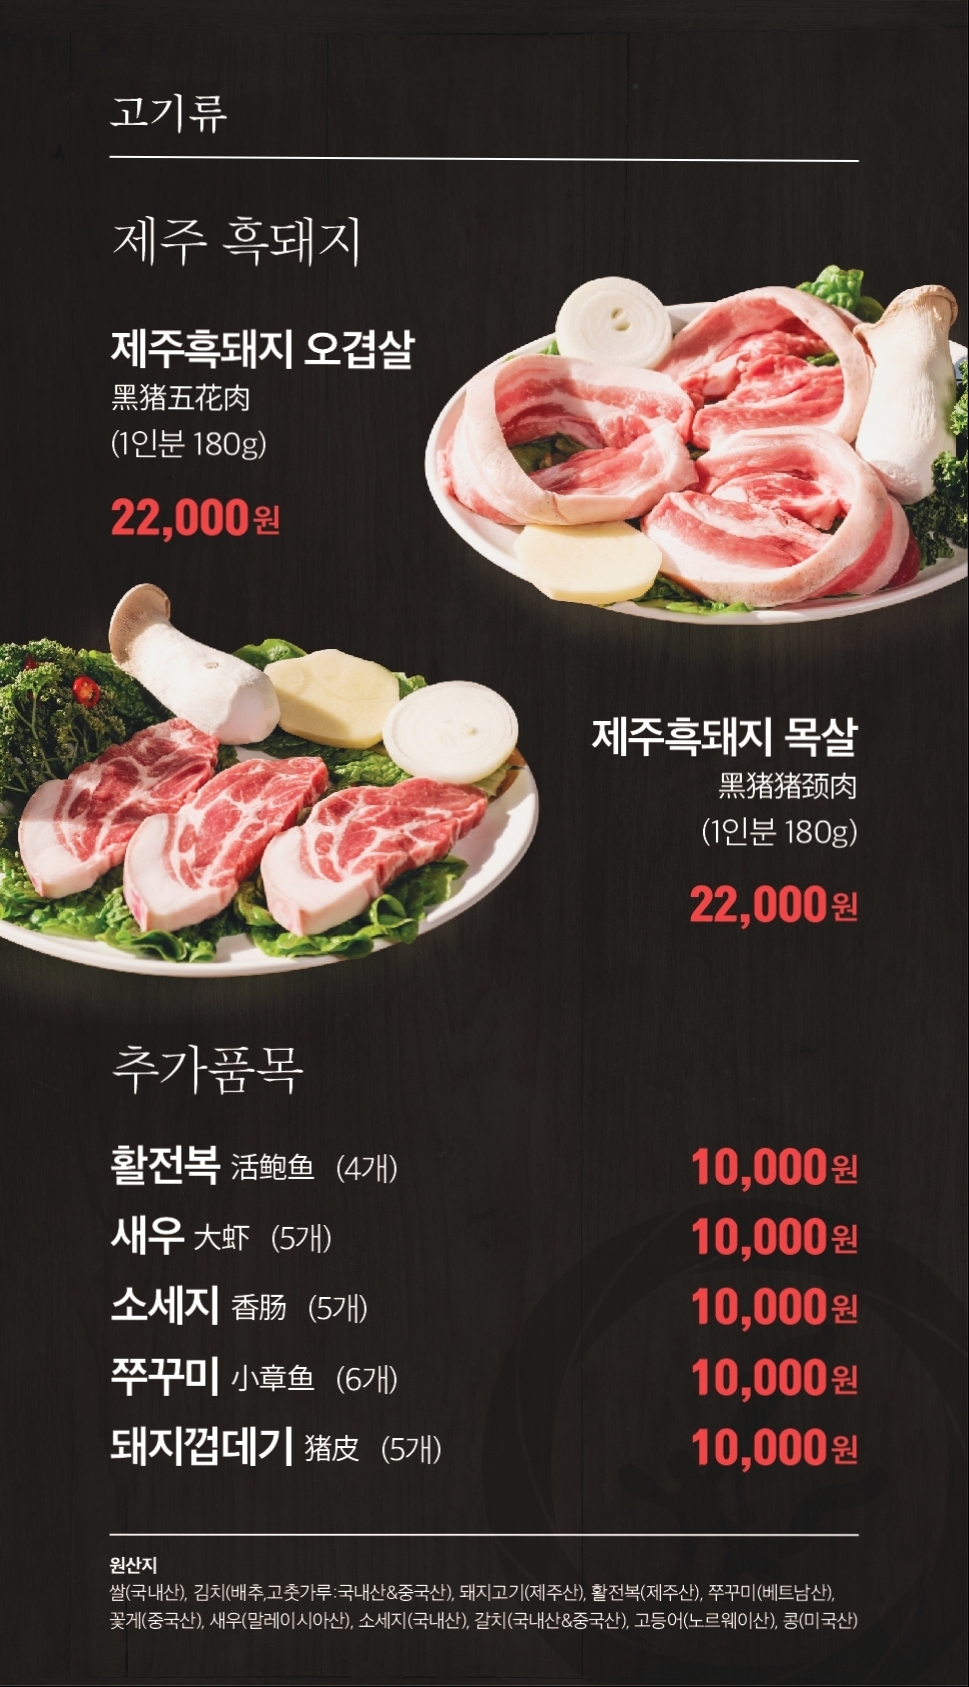 고기류
제주 흑돼지
제주흑돼지 오겹살
黑猪五花肉
(1인분 180g)
22,000원
제주흑돼지 목살
黑猪猪颈肉
(1인분 180g)
22,000원
추가품목
활전복 活鲍鱼 (4개) 10,000원
새우 大虾 (5개) 10,000원
소세지 香肠 (5개) 10,000원
쭈꾸미 小章鱼 (6개) 10,000원
돼지껍데기 猪皮 (5개) 10,000원
원산지
쌀(국내산), 김치(배추,고춧가루:국내산&중국산), 돼지고기(제주산), 활전복(제주산), 쭈꾸미(베트남산),
꽃게(중국산), 새우(말레이시아산), 소세지(국내산), 갈치(국내산&중국산), 고등어(노르웨이산), 콩(미국산)